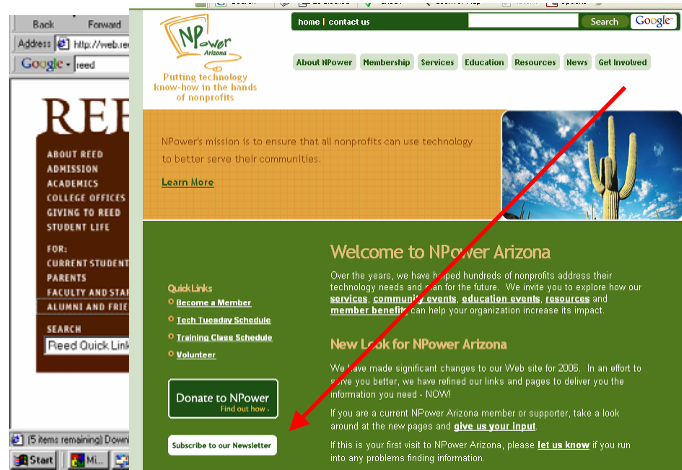 Back Forward
Address http://web.ree
Google reed
REED
ABOUT REED
ADMISSION
ACADEMICS
COLLEGE OFFICES
GIVING TO REED
STUDENT LIFE
FOR:
CURRENT STUDENT
PARENTS
FACULTY AND STAF
ALUMNI AND FRIE
SEARCH
Reed Quick Link
(5 items remaining) Downl
Start Mi...
home | contact us
Search Google
NPower
Arizona
Putting technology
know-how in the hands
of nonprofits
About NPower Membership Services Education Resources News Get Involved
NPower's mission is to ensure that all nonprofits can use technology
to better serve their communities.
Learn More
Quick Links
Become a Member
Tech Tuesday Schedule
Training Class Schedule
Volunteer
Donate to NPower
Find out how
Subscribe to our Newsletter
Welcome to NPower Arizona
Over the years, we have helped hundreds of nonprofits address their
technology needs and plan for the future. We invite you to explore how our
services, community events, education events, resources and
member benefits can help your organization increase its impact.
New Look for NPower Arizona
We have made significant changes to our Web site for 2006. In an effort to
serve you better, we have refined our links and pages to deliver you the
information you need - NOW!
If you are a current NPower Arizona member or supporter, take a look
around at the new pages and give us your input.
If this is your first visit to NPower Arizona, please let us know if you run
into any problems finding information.